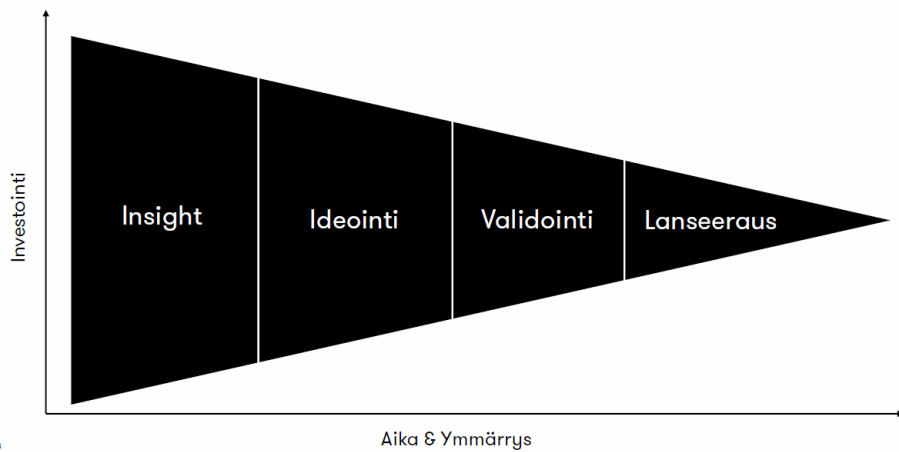 Investointi
Insight
Ideointi
Validointi
Lanseeraus
Aika & Ymmärrys